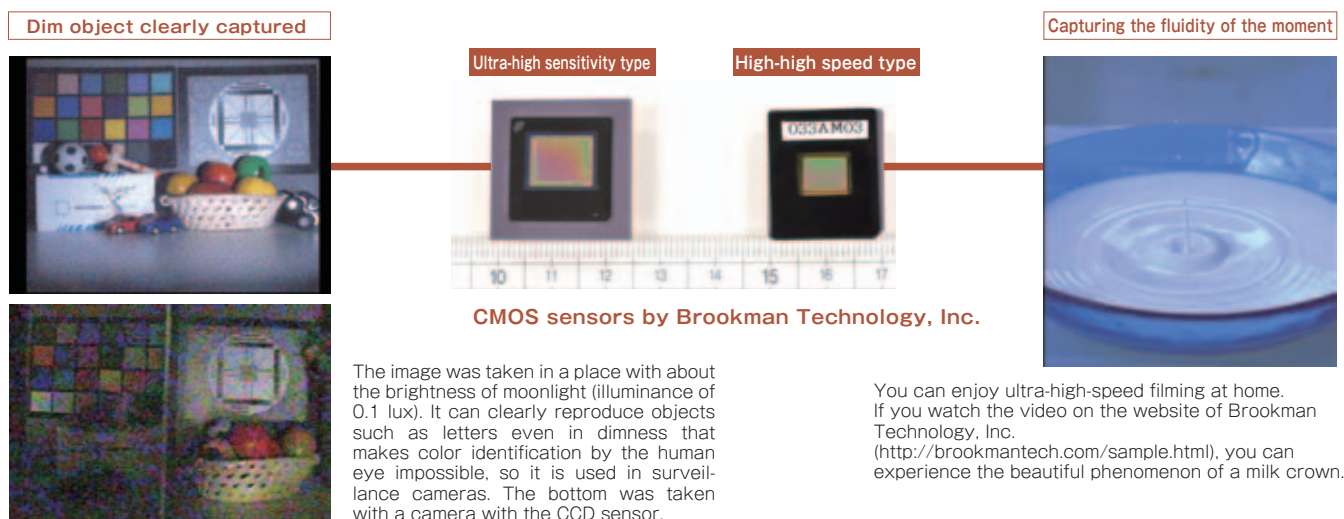 Dim object clearly captured
Capturing the fluidity of the moment
Ultra-high sensitivity type
High-high speed type
033AM03
10 11 12 13 14 15 16 17
CMOS sensors by Brookman Technology, Inc.
The image was taken in a place with about
the brightness of moonlight (illuminance of
0.1 lux). It can clearly reproduce objects
such as letters even in dimness that
makes color identification by the human
eye impossible, so it is used in surveil-
lance cameras. The bottom was taken
with a camera with the CCD sensor.
You can enjoy ultra-high-speed filming at home.
If you watch the video on the website of Brookman
Technology, Inc.
(http://brookmantech.com/sample.html), you can
experience the beautiful phenomenon of a milk crown.